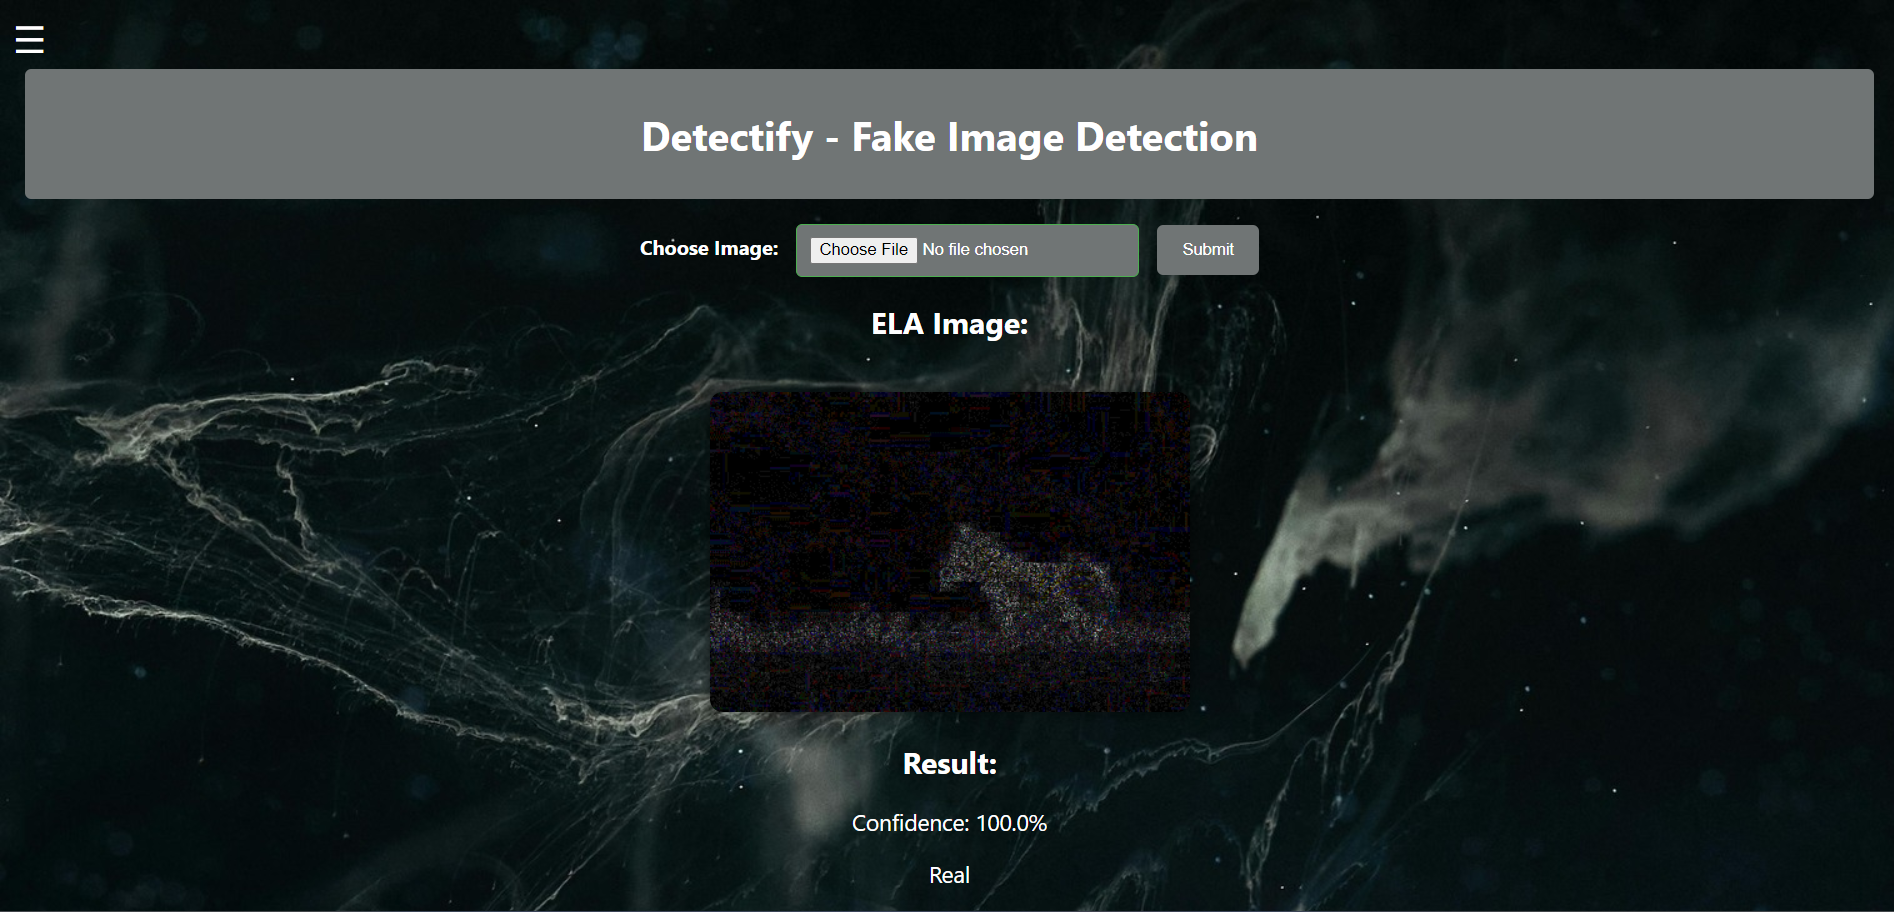 Detectify - Fake Image Detection
Choose Image: Choose File No file chosen Submit
ELA Image:
Result:
Confidence: 100.0%
Real